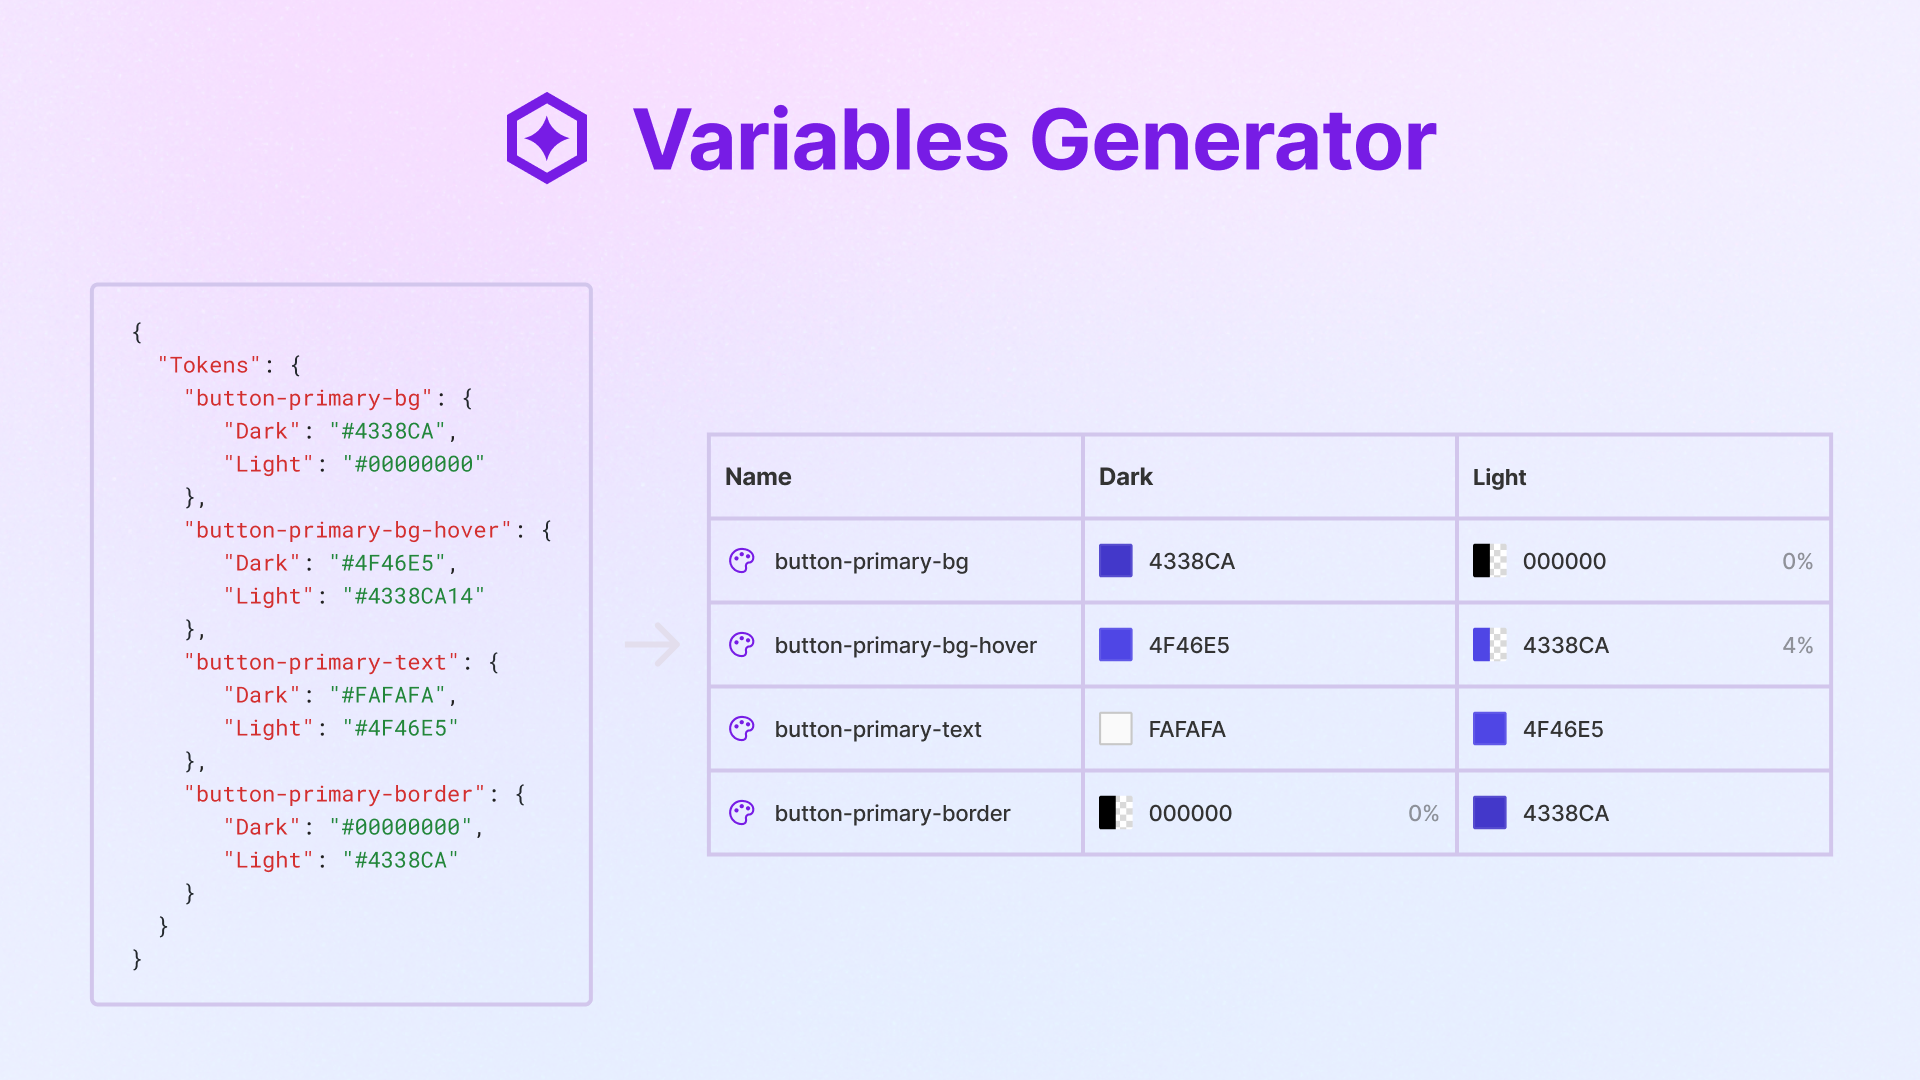 Variables Generator
{
"Tokens": {
"button-primary-bg": {
"Dark": "#4338CA",
"Light": "#00000000"
},
"button-primary-bg-hover": {
"Dark": "#4F46E5",
"Light": "#4338CA14"
},
"button-primary-text": {
"Dark": "#FAFAFA",
"Light": "#4F46E5"
},
"button-primary-border": {
"Dark": "#00000000",
"Light": "#4338CA"
}
}
}
Name Dark Light
button-primary-bg 4338CA 000000 0%
button-primary-bg-hover 4F46E5 4338CA 4%
button-primary-text FAFAFA 4F46E5
button-primary-border 000000 0% 4338CA